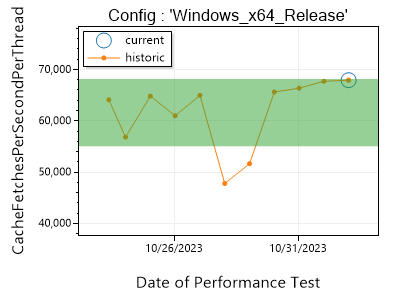 Config : 'Windows_x64_Release'
current
historic
CacheFetchesPerSecondPerThread
70,000
60,000
50,000
40,000
10/26/2023
10/31/2023
Date of Performance Test